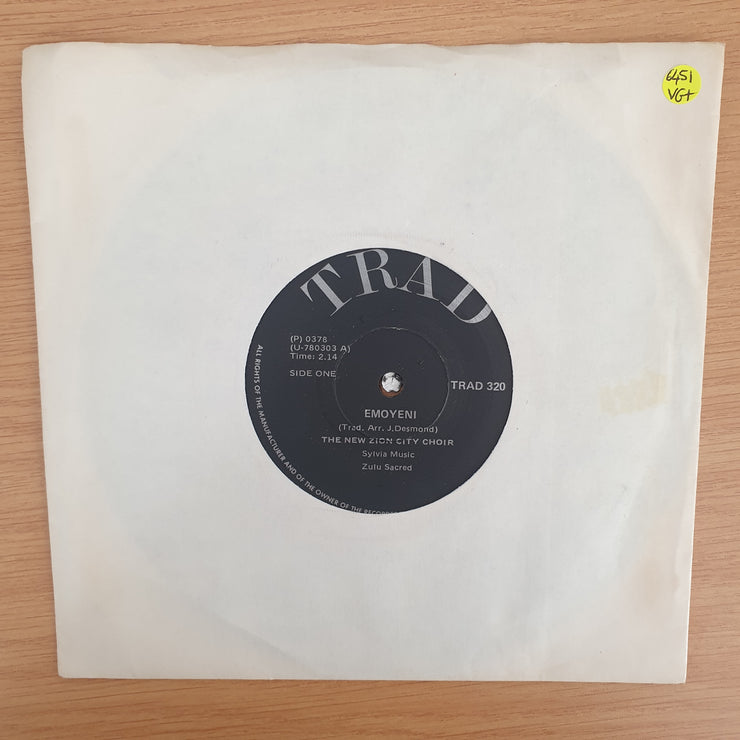 6451
VG+
TRAD
(P) 0378
(U-780303 A)
Time: 2.14
SIDE ONE
TRAD 320
EMOYENI
(Trad. Arr. J.Desmond)
THE NEW ZION CITY CHOIR
Sylvia Music
Zulu Sacred
ALL RIGHTS OF THE MANUFACTURER AND OF THE OWNER OF THE RECORDED